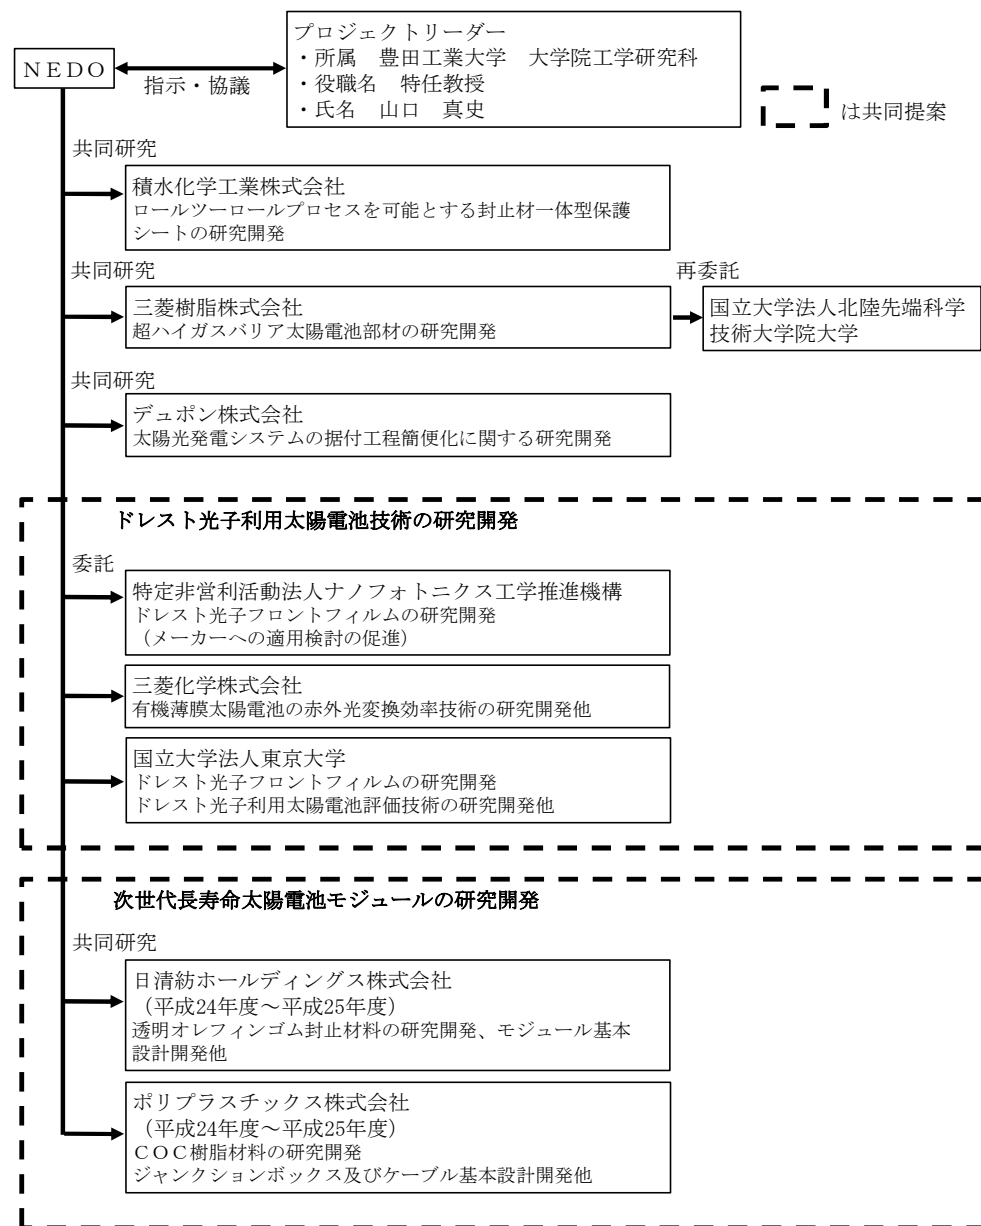 ＮＥＤＯ
指示・協議
プロジェクトリーダー
・所属　豊田工業大学　大学院工学研究科
・役職名　特任教授
・氏名　山口　真史
は共同提案
共同研究
積水化学工業株式会社
ロールツーロールプロセスを可能とする封止材一体型保護
シートの研究開発
共同研究
三菱樹脂株式会社
超ハイガスバリア太陽電池部材の研究開発
再委託
国立大学法人北陸先端科学
技術大学院大学
共同研究
デュポン株式会社
太陽光発電システムの据付工程簡便化に関する研究開発
ドレスト光子利用太陽電池技術の研究開発
委託
特定非営利活動法人ナノフォトニクス工学推進機構
ドレスト光子フロントフィルムの研究開発
（メーカーへの適用検討の促進）
三菱化学株式会社
有機薄膜太陽電池の赤外光変換効率技術の研究開発他
国立大学法人東京大学
ドレスト光子フロントフィルムの研究開発
ドレスト光子利用太陽電池評価技術の研究開発他
次世代長寿命太陽電池モジュールの研究開発
共同研究
日清紡ホールディングス株式会社
（平成24年度～平成25年度）
透明オレフィンゴム封止材料の研究開発、モジュール基本
設計開発他
ポリプラスチックス株式会社
（平成24年度～平成25年度）
ＣＯＣ樹脂材料の研究開発
ジャンクションボックス及びケーブル基本設計開発他